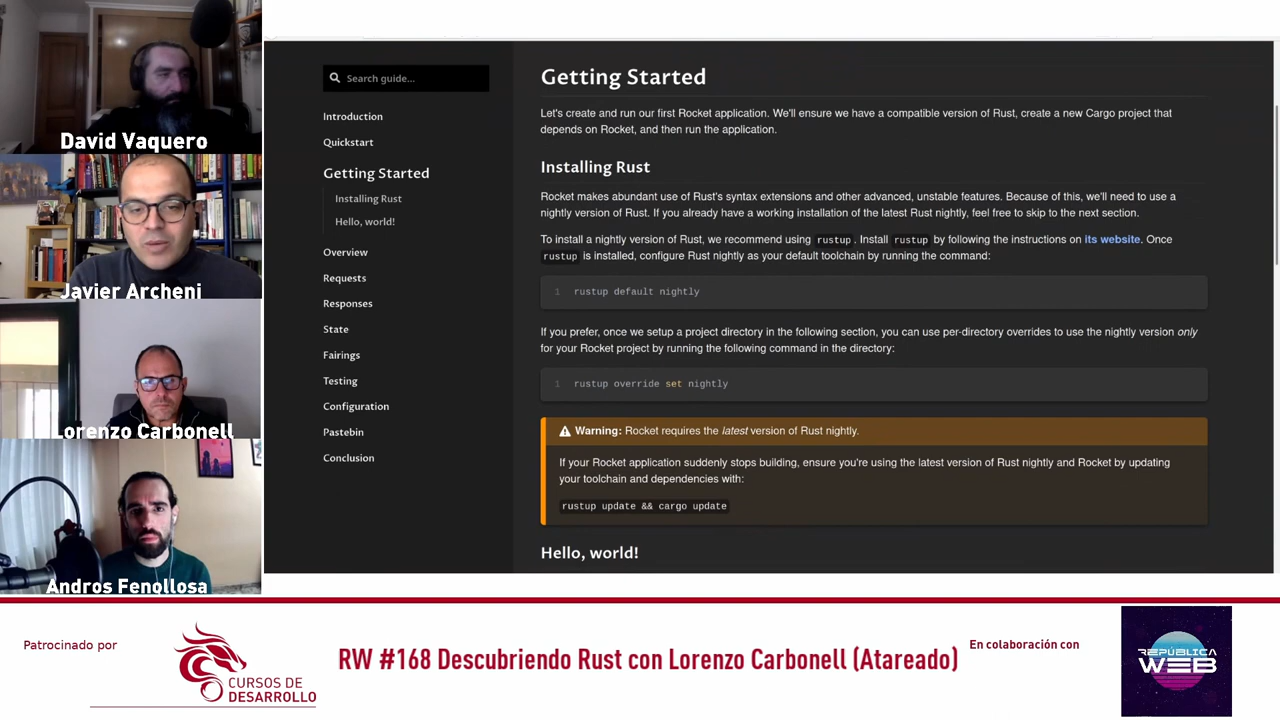 David Vaquero
Javier Archeni
Lorenzo Carbonell
Andros Fenollosa
Search guide...
Introduction
Quickstart
Getting Started
Installing Rust
Hello, world!
Overview
Requests
Responses
State
Fairings
Testing
Configuration
Pastebin
Conclusion
Getting Started
Let's create and run our first Rocket application. We'll ensure we have a compatible version of Rust, create a new Cargo project that
depends on Rocket, and then run the application.
Installing Rust
Rocket makes abundant use of Rust's syntax extensions and other advanced, unstable features. Because of this, we'll need to use a
nightly version of Rust. If you already have a working installation of the latest Rust nightly, feel free to skip to the next section.
To install a nightly version of Rust, we recommend using rustup. Install rustup by following the instructions on its website. Once
rustup is installed, configure Rust nightly as your default toolchain by running the command:
1 rustup default nightly
If you prefer, once we setup a project directory in the following section, you can use per-directory overrides to use the nightly version only
for your Rocket project by running the following command in the directory:
1 rustup override set nightly
Warning: Rocket requires the latest version of Rust nightly.
If your Rocket application suddenly stops building, ensure you're using the latest version of Rust nightly and Rocket by updating
your toolchain and dependencies with:
rustup update && cargo update
Hello, world!
Patrocinado por
CURSOS DE
DESARROLLO
RW #168 Descubriendo Rust con Lorenzo Carbonell (Atareado)
En colaboración con
REPÚBLICA
WEB